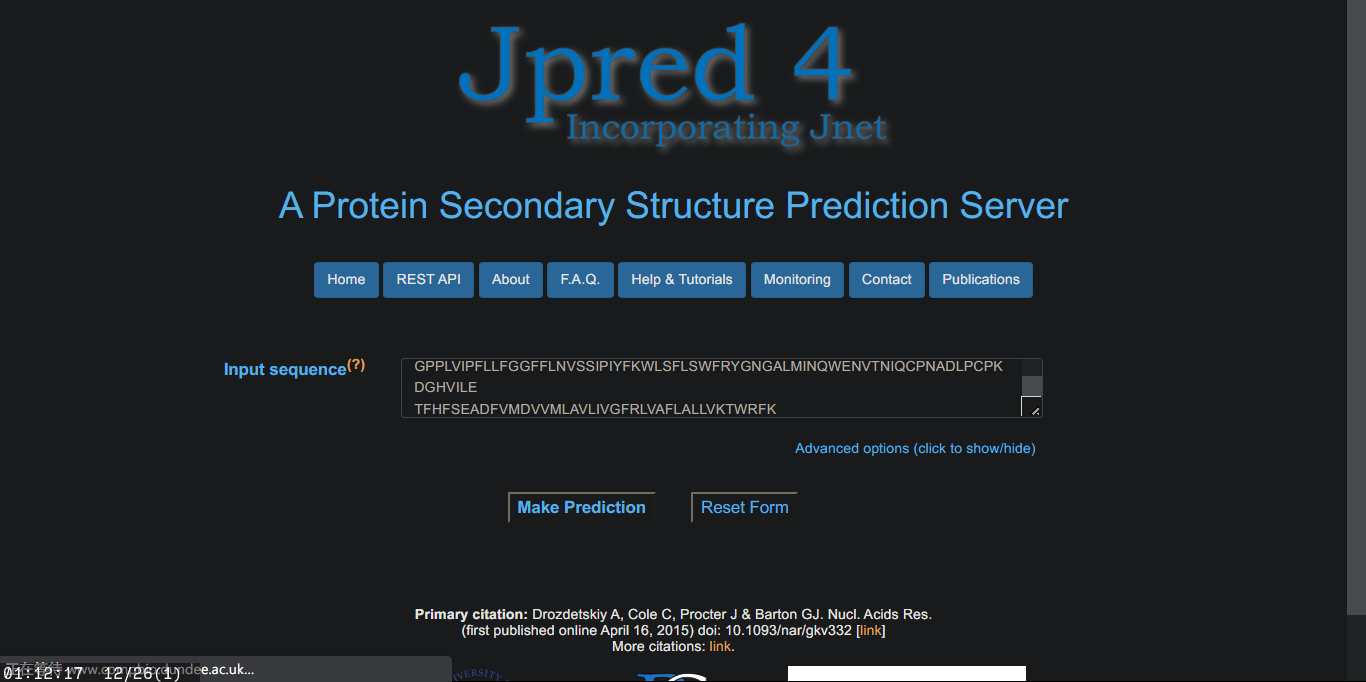 Jpred 4
Incorporating Jnet
A Protein Secondary Structure Prediction Server
Home REST API About F.A.Q. Help & Tutorials Monitoring Contact Publications
Input sequence(?)
GPPLVIPFLLFGGFFLNVSSIPIYFKWLSFLSWFRYGNGALMINQWENVTNIQCPNADLPCPK
DGHVILE
TFHFSEADFVMDVVMLAVLIVGFRLVAFLALLVKTWRFK
Advanced options (click to show/hide)
Make Prediction Reset Form
Primary citation: Drozdetskiy A, Cole C, Procter J & Barton GJ. Nucl. Acids Res.
(first published online April 16, 2015) doi: 10.1093/nar/gkv332 [link]
More citations: link.
01:12:17 12/26(1)